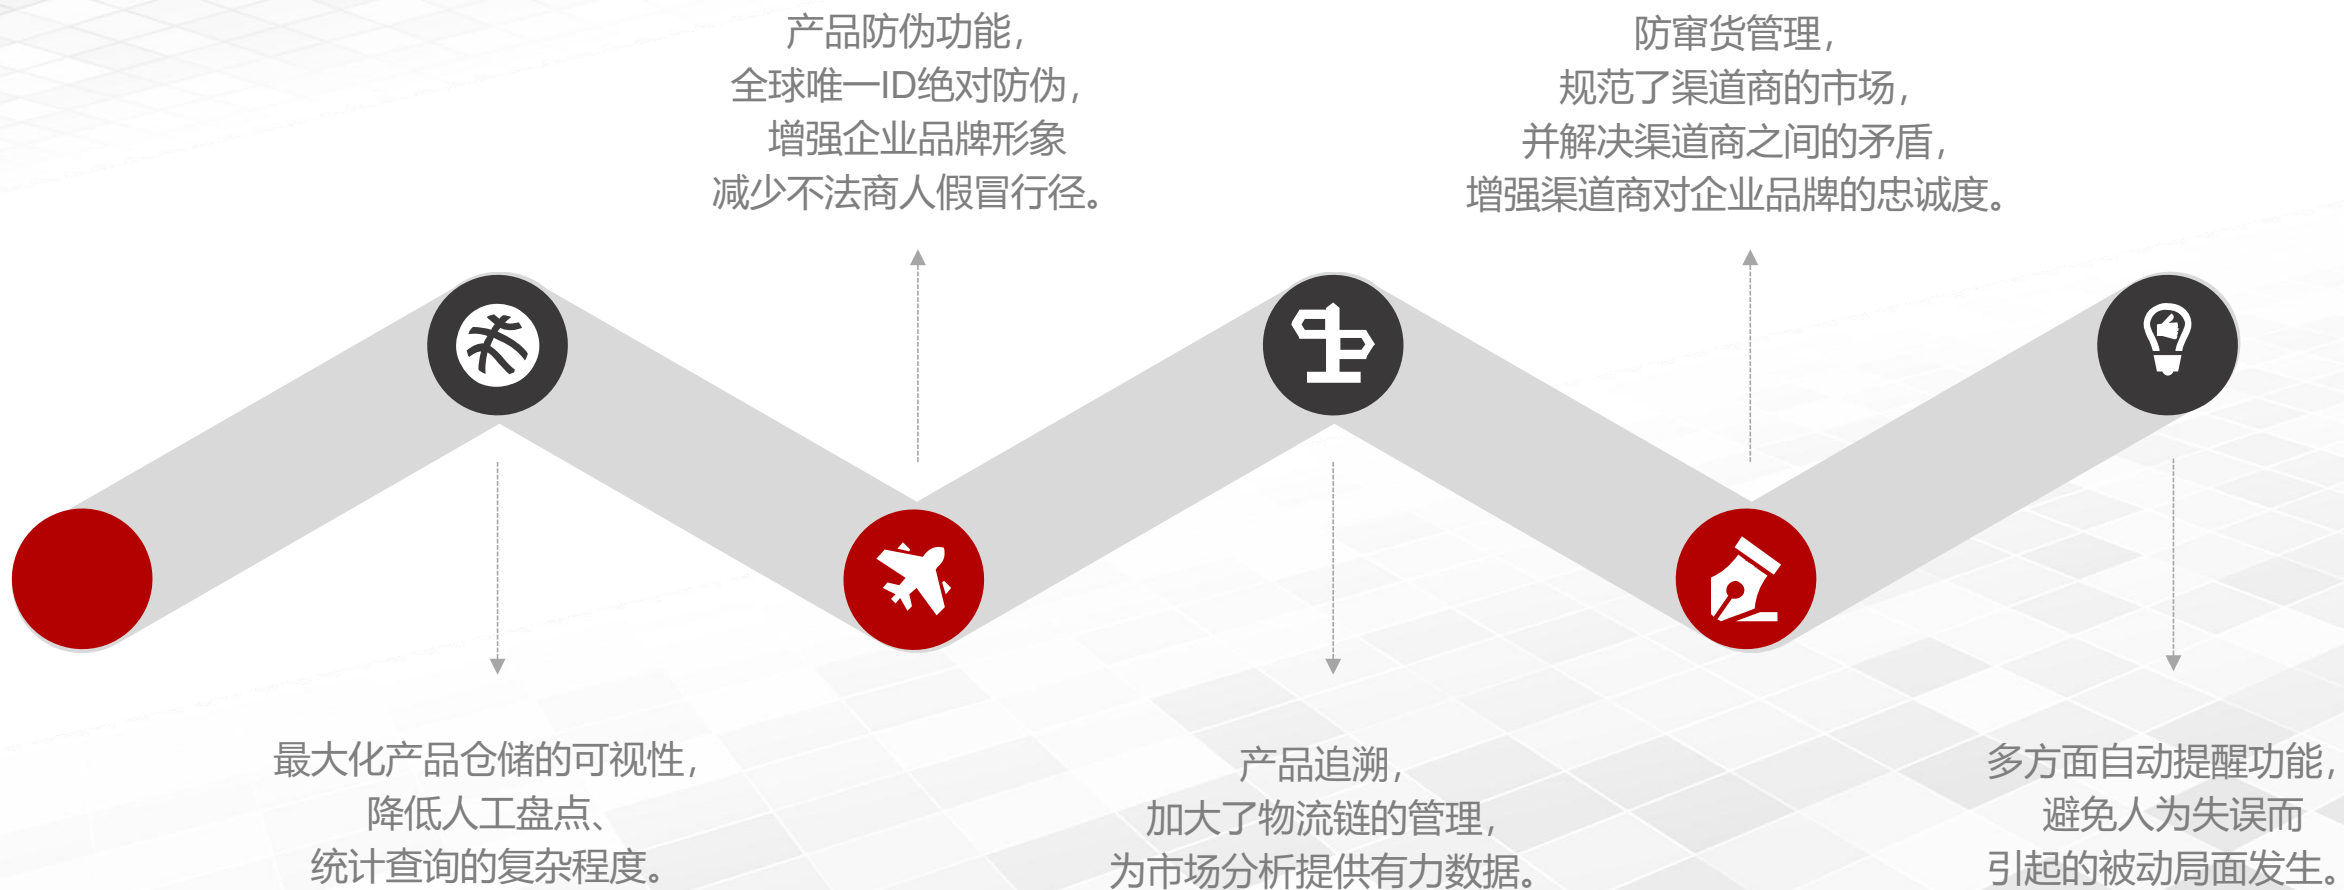 产品防伪功能，
全球唯一ID绝对防伪，
增强企业品牌形象
减少不法商人假冒行径。
防窜货管理，
规范了渠道商的市场，
并解决渠道商之间的矛盾，
增强渠道商对企业品牌的忠诚度。
最大化产品仓储的可视性，
降低人工盘点、
统计查询的复杂程度。
产品追溯，
加大了物流链的管理，
为市场分析提供有力数据。
多方面自动提醒功能，
避免人为失误而
引起的被动局面发生。